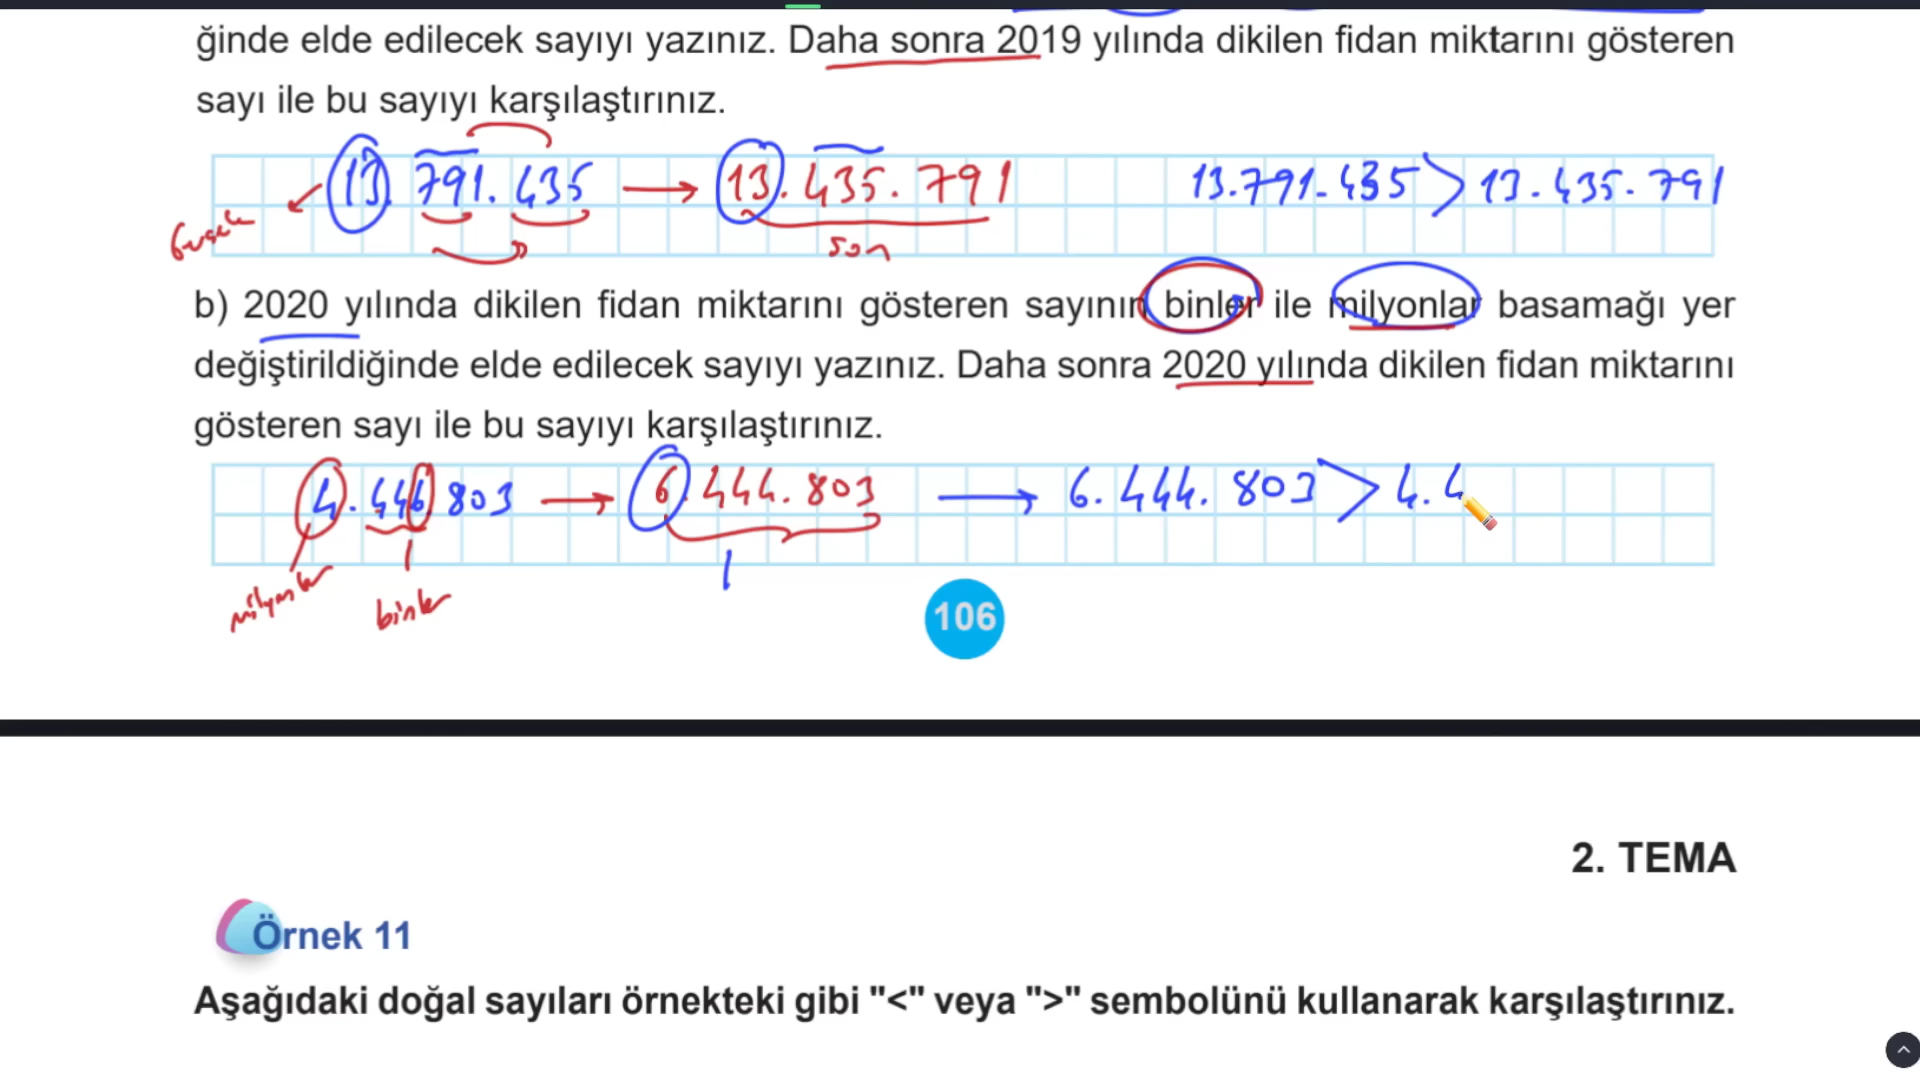 ğinde elde edilecek sayıyı yazınız. Daha sonra 2019 yılında dikilen fidan miktarını gösteren
sayı ile bu sayıyı karşılaştırınız.
13.791.435 → 13.435.791 13.791.435 > 13.435.791
son
b) 2020 yılında dikilen fidan miktarını gösteren sayının binler ile milyonlar basamağı yer
değiştirildiğinde elde edilecek sayıyı yazınız. Daha sonra 2020 yılında dikilen fidan miktarını
gösteren sayı ile bu sayıyı karşılaştırınız.
4.446.803 → 6.444.803 → 6.444.803 > 4.4
milyonlar binler
106
2. TEMA
Örnek 11
Aşağıdaki doğal sayıları örnekteki gibi "<" veya ">" sembolünü kullanarak karşılaştırınız.